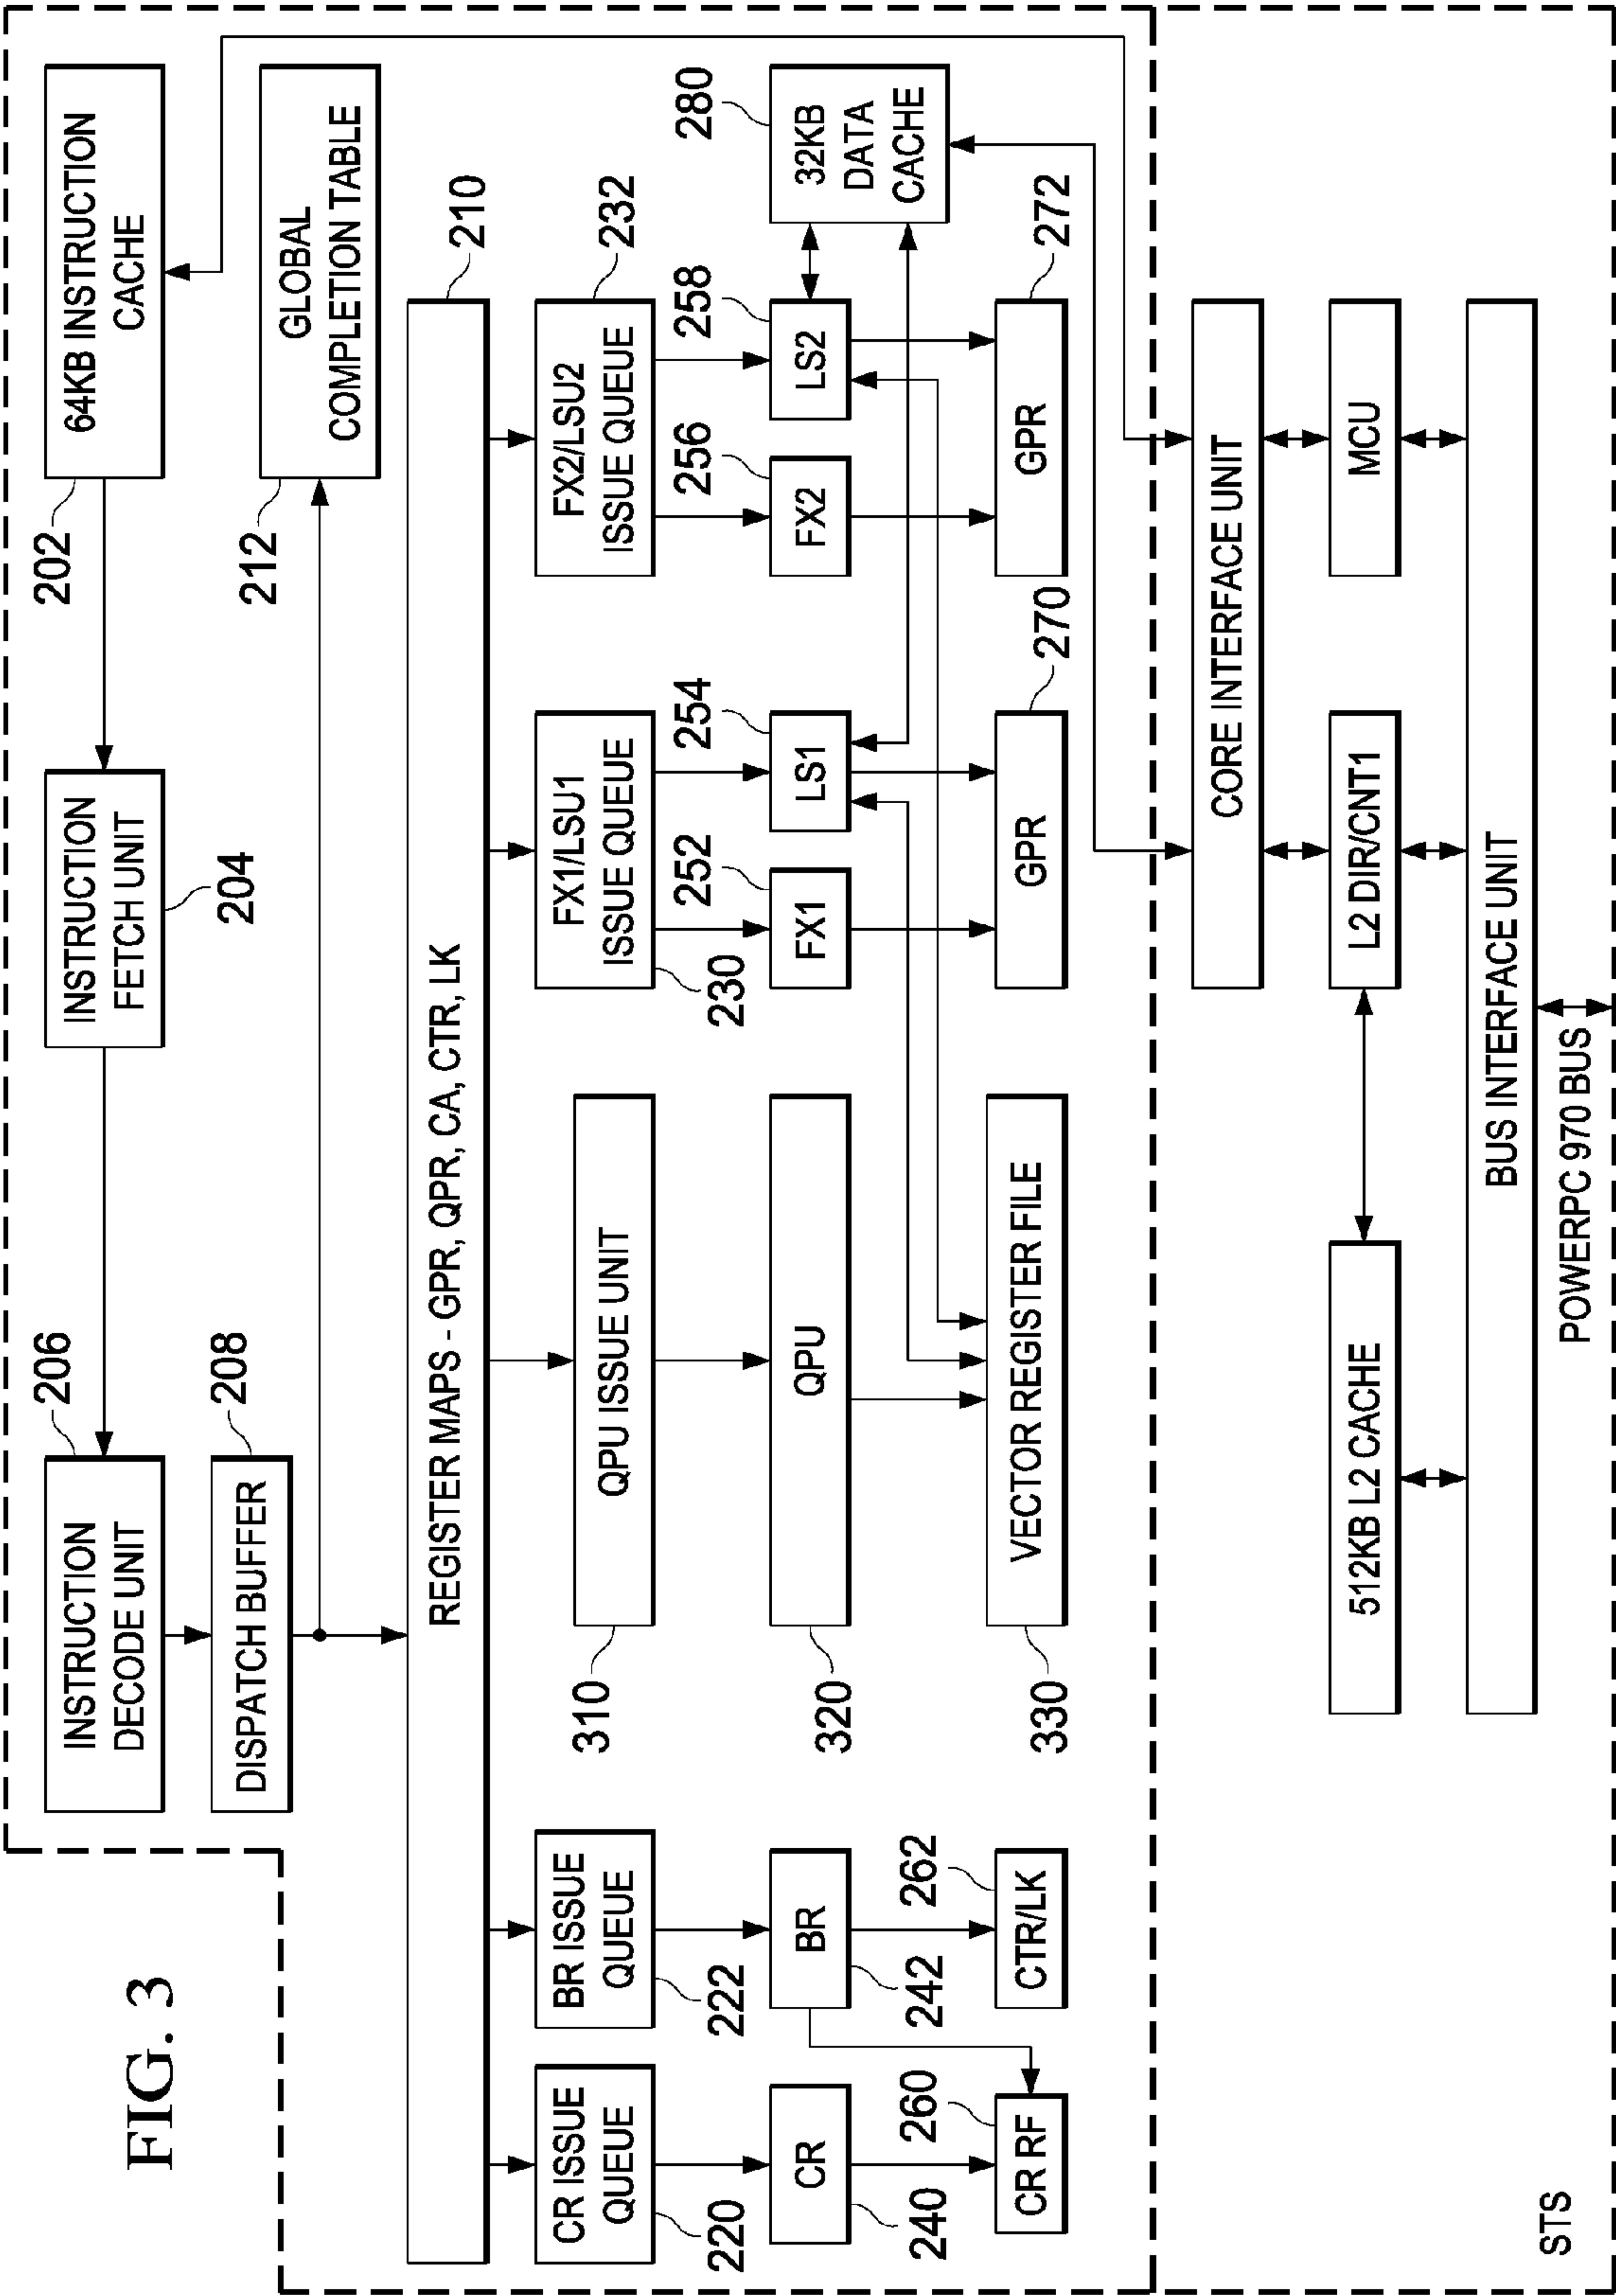 FIG. 3
206
INSTRUCTION
DECODE UNIT
INSTRUCTION
FETCH UNIT
204
202
64KB INSTRUCTION
CACHE
208
DISPATCH BUFFER
212
GLOBAL
COMPLETION TABLE
REGISTER MAPS - GPR, QPR, CA, CTR, LK
210
CR ISSUE
QUEUE
220
BR ISSUE
QUEUE
222
310
QPU ISSUE UNIT
FX1/LSU1
ISSUE QUEUE
230
FX2/LSU2
ISSUE QUEUE
232
CR
240
BR
242
320
QPU
252
FX1
254
LS1
256
FX2
258
LS2
280
32KB
DATA
CACHE
260
CR RF
262
CTR/LK
330
VECTOR REGISTER FILE
GPR
270
GPR
272
CORE INTERFACE UNIT
512KB L2 CACHE
L2 DIR/CNT1
MCU
BUS INTERFACE UNIT
STS
POWERPC 970 BUS